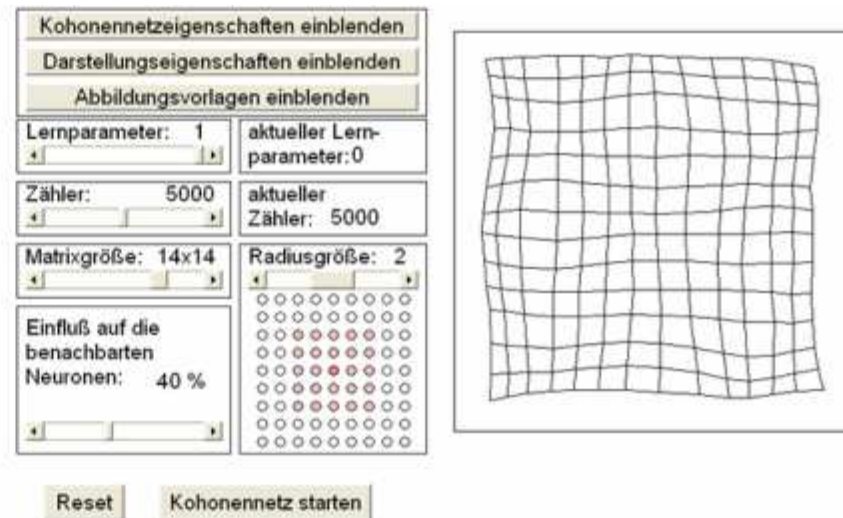 Kohonennetzeigenschaften einblenden
Darstellungseigenschaften einblenden
Abbildungsvorlagen einblenden
Lernparameter: 1
aktueller Lern-
parameter:0
Zähler: 5000
aktueller
Zähler: 5000
Matrixgröße: 14x14
Radiusgröße: 2
Einfluß auf die
benachbarten
Neuronen: 40 %
Reset
Kohonennetz starten